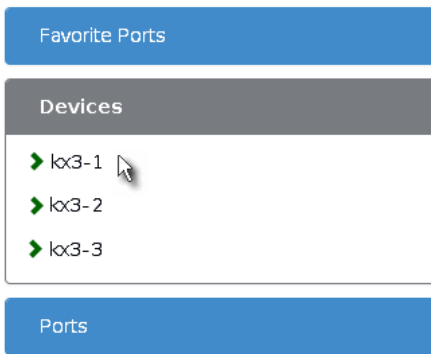 Favorite Ports
Devices
kx3-1
kx3-2
kx3-3
Ports